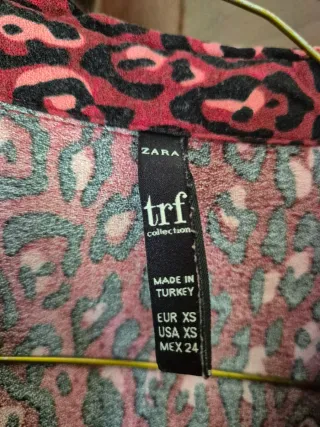 ZARA
trf
collection
MADE IN
TURKEY
EUR XS
USA XS
MEX 24